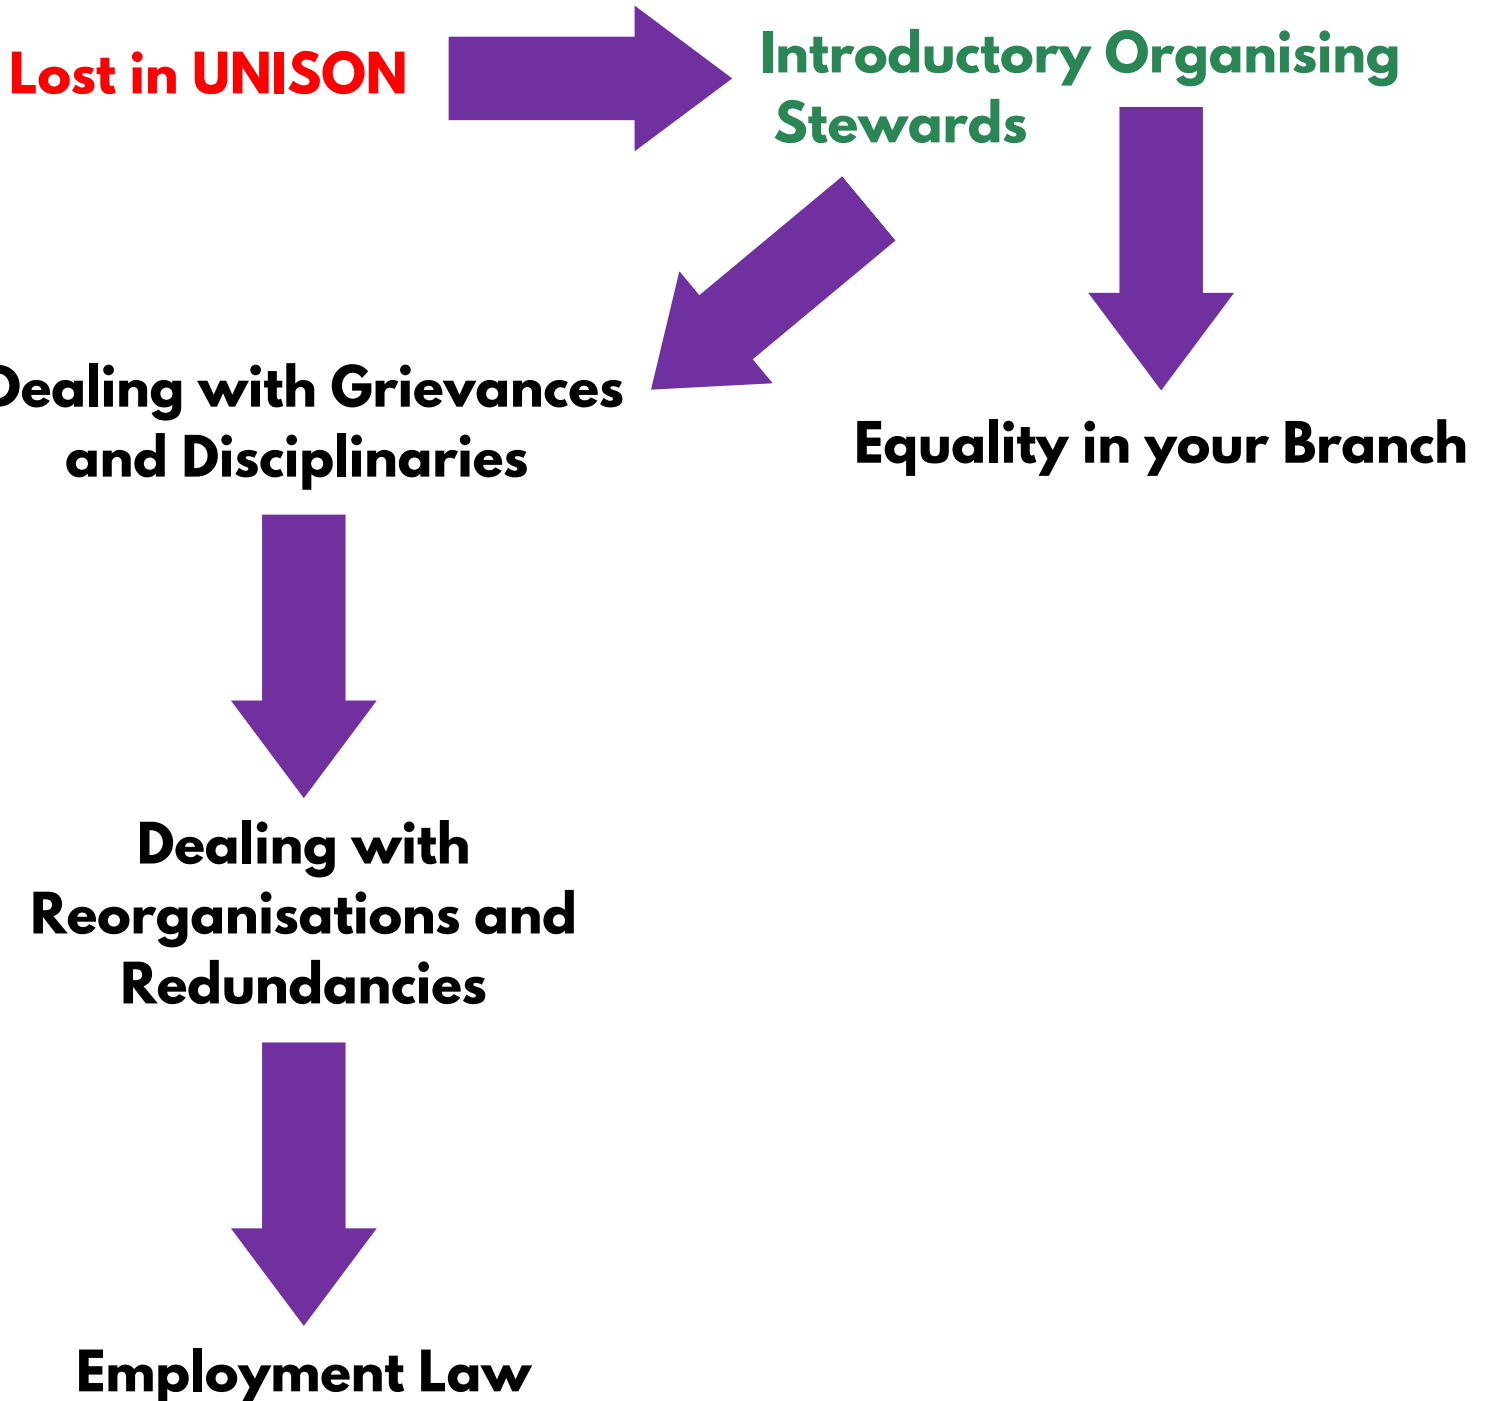 Lost in UNISON
Introductory Organising
Stewards
Dealing with Grievances
and Disciplinaries
Equality in your Branch
Dealing with
Reorganisations and
Redundancies
Employment Law